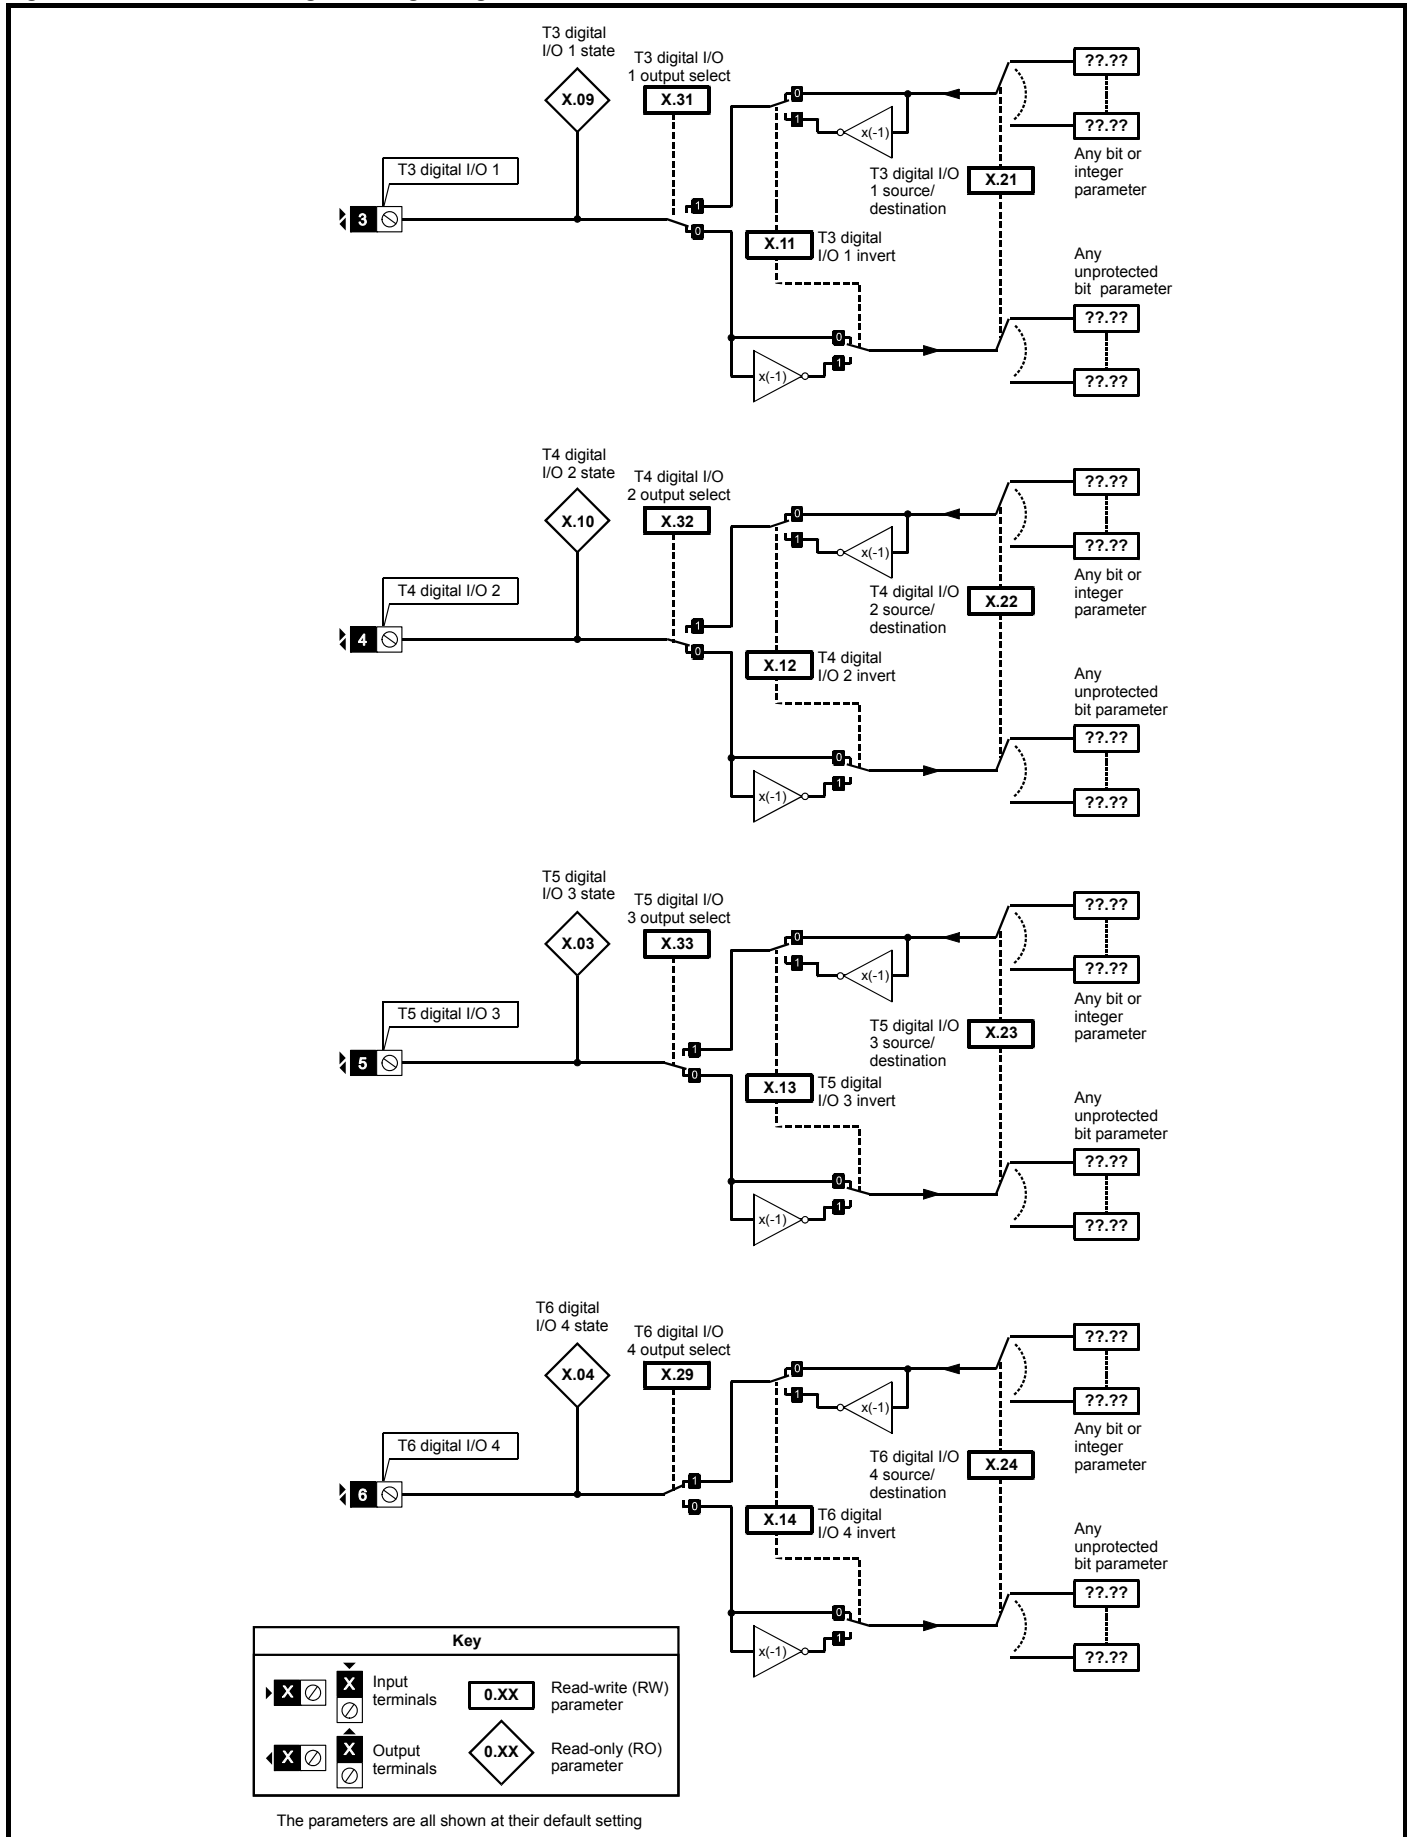 T3 digital
I/O 1 state
T3 digital I/O
1 output select
X.09
X.31
0
1
x(-1)
??.??
??.??
Any bit or
integer
parameter
T3 digital I/O 1
T3 digital I/O
1 source/
destination
X.21
3
1
0
X.11
T3 digital
I/O 1 invert
Any
unprotected
bit parameter
??.??
0
1
x(-1)
??.??
T4 digital
I/O 2 state
T4 digital I/O
2 output select
X.10
X.32
0
1
x(-1)
??.??
??.??
Any bit or
integer
parameter
T4 digital I/O 2
T4 digital I/O
2 source/
destination
X.22
4
1
0
X.12
T4 digital
I/O 2 invert
Any
unprotected
bit parameter
??.??
0
1
x(-1)
??.??
T5 digital
I/O 3 state
T5 digital I/O
3 output select
X.03
X.33
0
1
x(-1)
??.??
??.??
Any bit or
integer
parameter
T5 digital I/O 3
T5 digital I/O
3 source/
destination
X.23
5
1
0
X.13
T5 digital
I/O 3 invert
Any
unprotected
bit parameter
??.??
0
1
x(-1)
??.??
T6 digital
I/O 4 state
T6 digital I/O
4 output select
X.04
X.29
0
1
x(-1)
??.??
??.??
Any bit or
integer
parameter
T6 digital I/O 4
T6 digital I/O
4 source/
destination
X.24
6
1
0
X.14
T6 digital
I/O 4 invert
Any
unprotected
bit parameter
??.??
0
1
x(-1)
??.??
Key
X
X
Input
terminals
0.XX
Read-write (RW)
parameter
X
X
Output
terminals
0.XX
Read-only (RO)
parameter
The parameters are all shown at their default setting